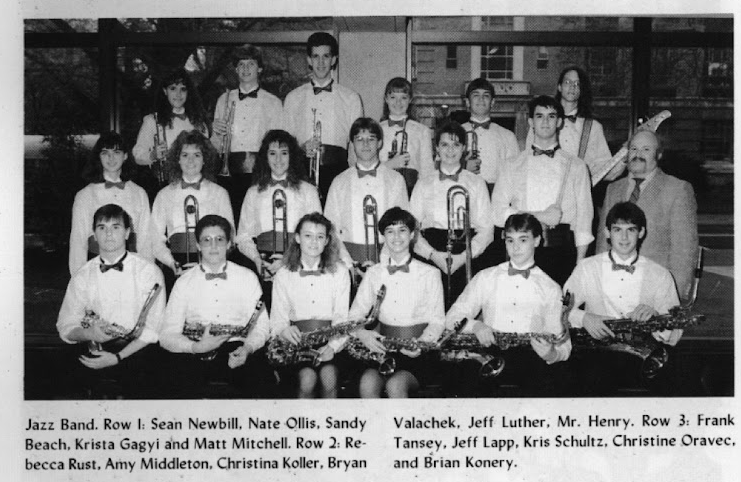 Jazz Band. Row 1: Sean Newbill, Nate Ollis, Sandy
Beach, Krista Gagyi and Matt Mitchell. Row 2: Re-
becca Rust, Amy Middleton, Christina Koller, Bryan
Valachek, Jeff Luther, Mr. Henry. Row 3: Frank
Tansey, Jeff Lapp, Kris Schultz, Christine Oravec,
and Brian Konery.